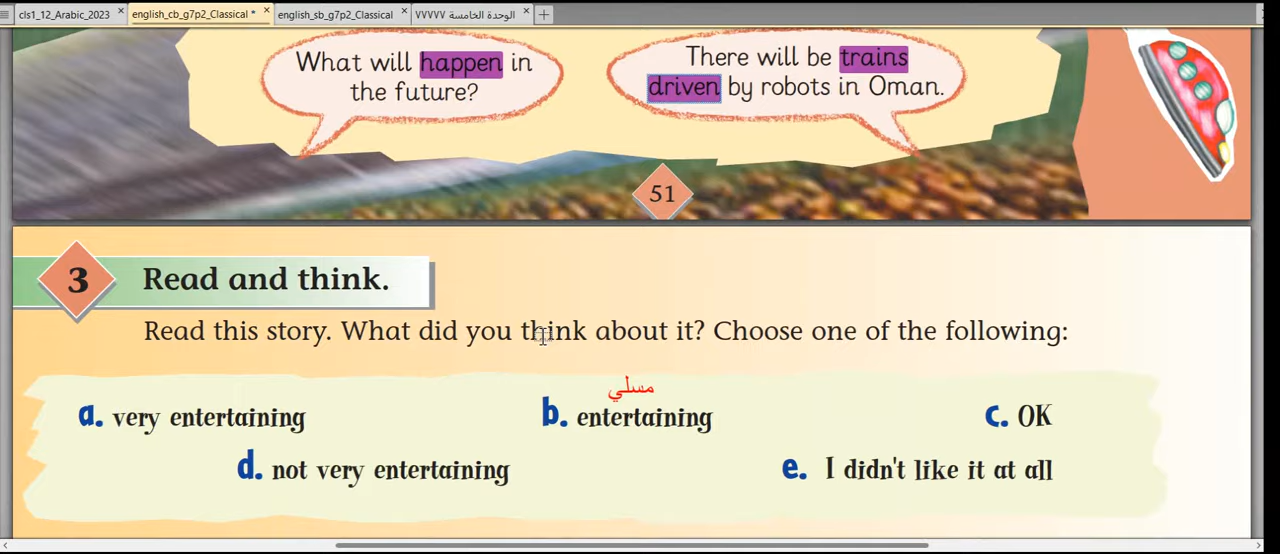 cls1_12_Arabic_2023
english_cb_g7p2_Classical *
english_sb_g7p2_Classical
الوحدة الخامسة ٧٧٧٧٧
What will happen in
the future?
There will be trains
driven by robots in Oman.
51
3 Read and think.
Read this story. What did you think about it? Choose one of the following:
مسلي
a. very entertaining b. entertaining c. OK
d. not very entertaining e. I didn't like it at all